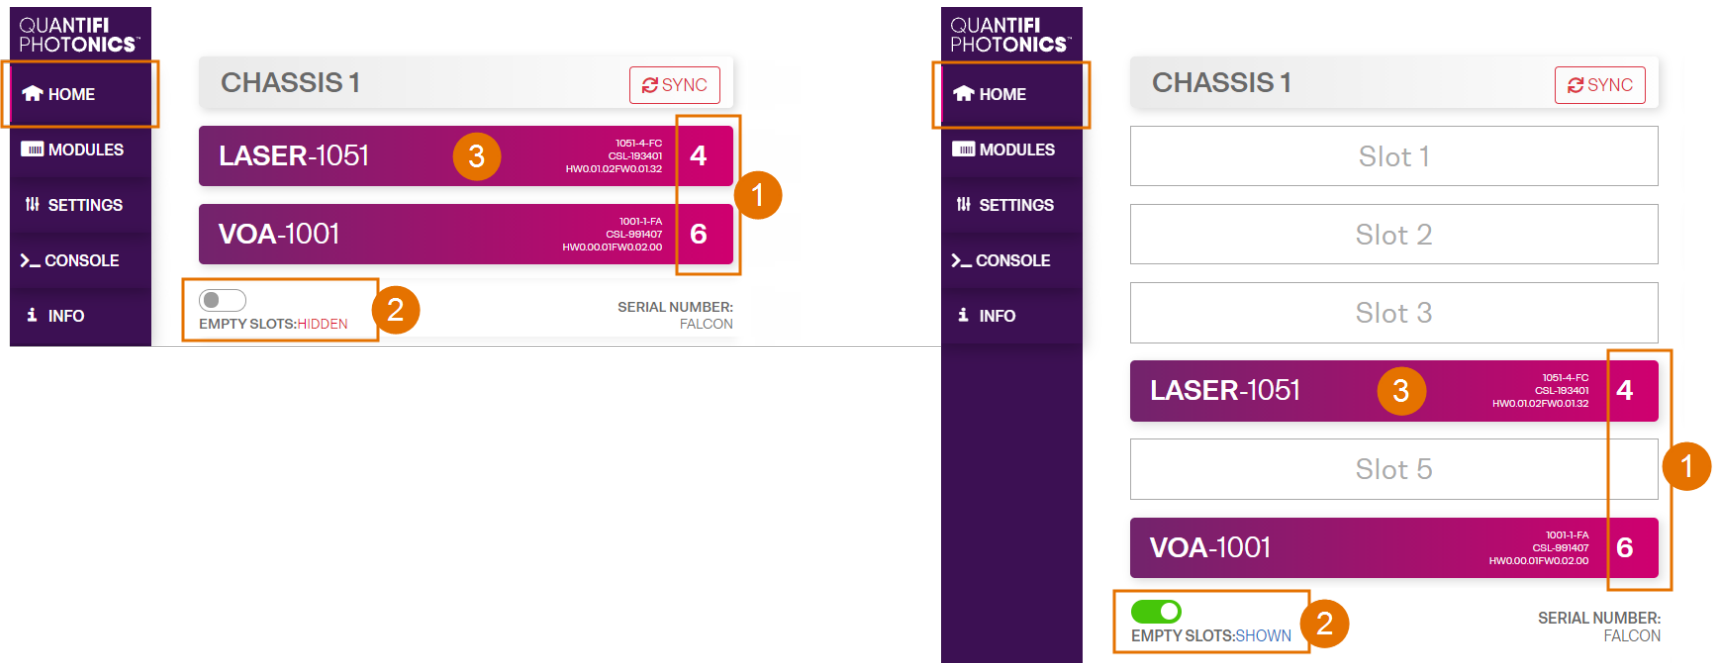 QUANTIFI
PHOTONICS™
HOME
MODULES
SETTINGS
>_ CONSOLE
INFO
CHASSIS 1
SYNC
LASER-1051
3
1051-4-FC
CSL-193401
HW0.01.02FW0.01.32
4
1
VOA-1001
1001-1-FA
CSL-991407
HW0.00.01FW0.02.00
6
EMPTY SLOTS:HIDDEN
2
SERIAL NUMBER:
FALCON
QUANTIFI
PHOTONICS™
HOME
MODULES
SETTINGS
>_ CONSOLE
INFO
CHASSIS 1
SYNC
Slot 1
Slot 2
Slot 3
LASER-1051
3
1051-4-FC
CSL-193401
HW0.01.02FW0.01.32
4
Slot 5
1
VOA-1001
1001-1-FA
CSL-991407
HW0.00.01FW0.02.00
6
EMPTY SLOTS:SHOWN
2
SERIAL NUMBER:
FALCON